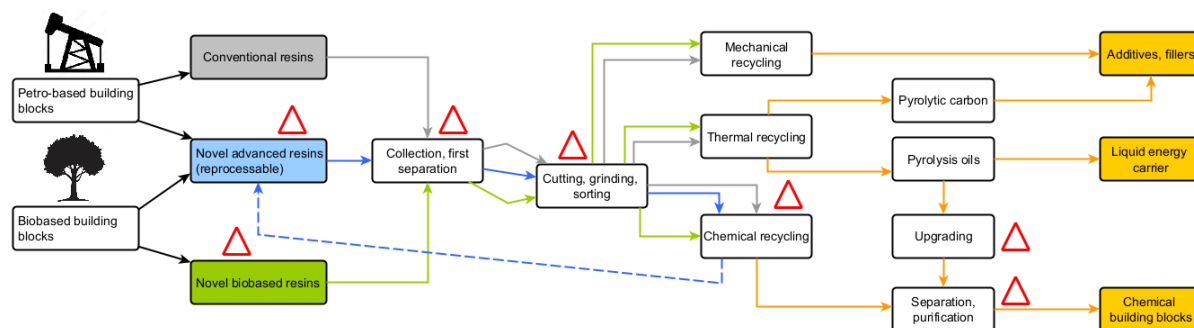 Conventional resins
Mechanical
recycling
Additives, fillers
Petro-based building
blocks
Pyrolytic carbon
Novel advanced resins
(reprocessable)
Collection, first
separation
Thermal recycling
Cutting, grinding,
sorting
Pyrolysis oils
Liquid energy
carrier
Biobased building
blocks
Chemical recycling
Upgrading
Novel biobased resins
Separation,
purification
Chemical
building blocks